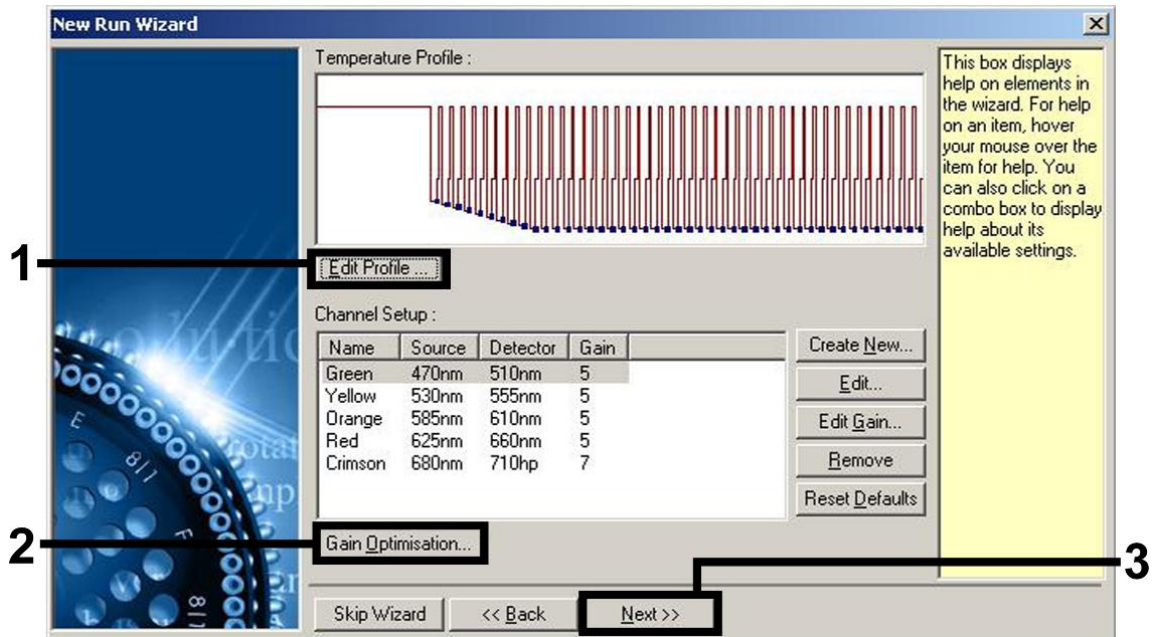 New Run Wizard
Temperature Profile :
1
Edit Profile ...
Channel Setup :
Name Source Detector Gain
Green 470nm 510nm 5
Yellow 530nm 555nm 5
Orange 585nm 610nm 5
Red 625nm 660nm 5
Crimson 680nm 710hp 7
Create New...
Edit...
Edit Gain...
Remove
Reset Defaults
2
Gain Optimisation...
3
Skip Wizard
<< Back
Next >>
This box displays
help on elements in
the wizard. For help
on an item, hover
your mouse over the
item for help. You
can also click on a
combo box to display
help about its
available settings.
E
8|1
F
8|1